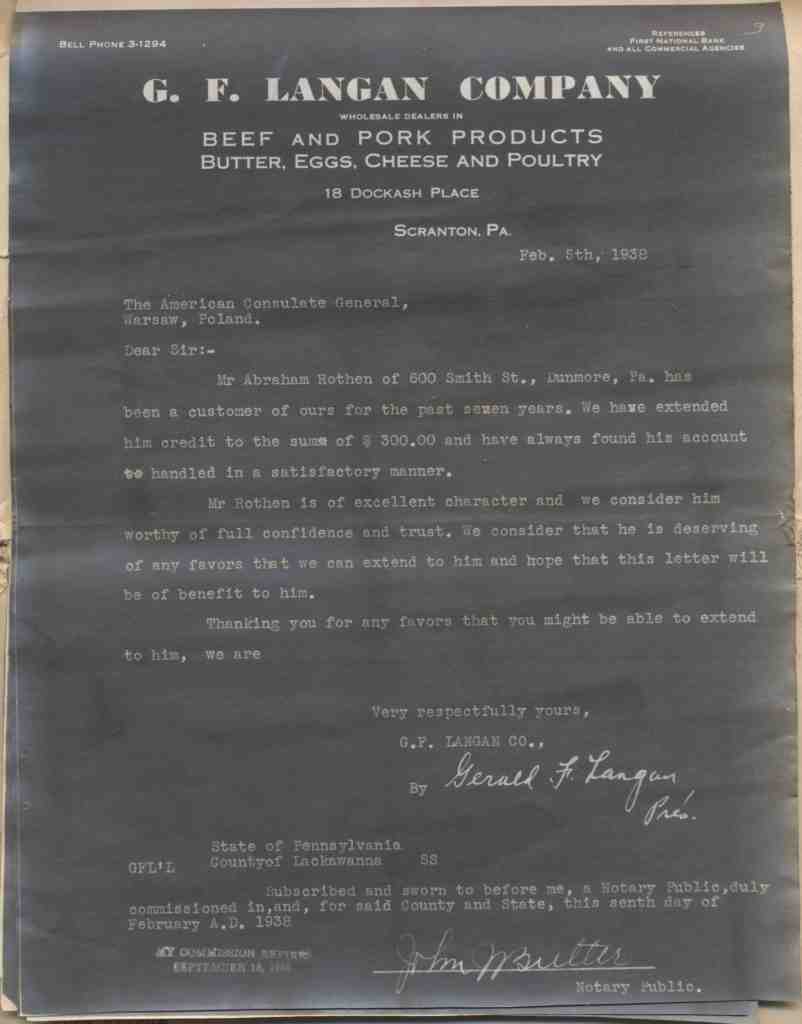 3
BELL PHONE 3-1294
REFERENCES
FIRST NATIONAL BANK
AND ALL COMMERCIAL AGENCIES
G. F. LANGAN COMPANY
WHOLESALE DEALERS IN
BEEF AND PORK PRODUCTS
BUTTER, EGGS, CHEESE AND POULTRY
18 DOCKASH PLACE
SCRANTON, PA.
Feb. 5th, 1938
The American Consulate General,
Warsaw, Poland.
Dear Sir:-
Mr Abraham Rothen of 600 Smith St., Dunmore, Pa. has
been a customer of ours for the past seven years. We have extended
him credit to the sum of $ 300.00 and have always found his account
to handled in a satisfactory manner.
Mr Rothen is of excellent character and we consider him
worthy of full confidence and trust. We consider that he is deserving
of any favors that we can extend to him and hope that this letter will
be of benefit to him.
Thanking you for any favors that you might be able to extend
to him, we are
Very respectfully yours,
G.F. LANGAN CO.,
By Gerald F. Langan
Pres.
State of Pennsylvania
GFL'L Countyof Lackawanna SS
Subscribed and sworn to before me, a Notary Public,duly
commissioned in,and, for said County and State, this senth day of
February A.D. 1938
MY COMMISSION EXPIRES
SEPTEMBER 18,
John
Notary Public.